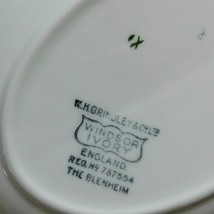 W.H. GRINDLEY & CO LTD
WINDSOR
IVORY
ENGLAND
REG. NO 787554
THE BLENHEIM